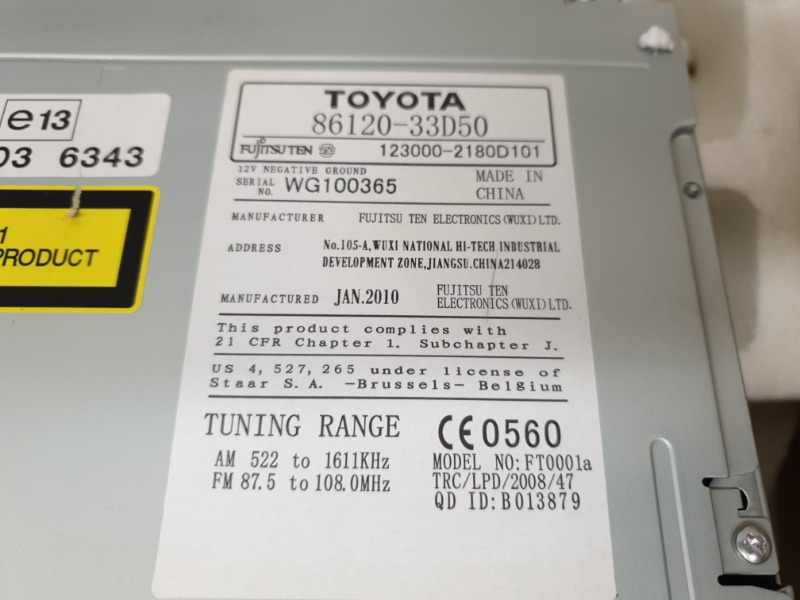 e13
03 6343
1
PRODUCT
TOYOTA
86120-33D50
FUJITSU TEN 123000-2180D101
12V NEGATIVE GROUND
SERIAL NO. WG100365
MADE IN CHINA
MANUFACTURER FUJITSU TEN ELECTRONICS(WUXI)LTD.
ADDRESS No.105-A,WUXI NATIONAL HI-TECH INDUSTRIAL
DEVELOPMENT ZONE,JIANGSU.CHINA214028
MANUFACTURED JAN.2010 FUJITSU TEN
ELECTRONICS(WUXI)LTD.
This product complies with
21 CFR Chapter 1. Subchapter J.
US 4,527,265 under license of
Staar S.A. -Brussels- Belgium
TUNING RANGE
AM 522 to 1611KHz
FM 87.5 to 108.0MHz
CE0560
MODEL NO:FT0001a
TRC/LPD/2008/47
QD ID:B013879